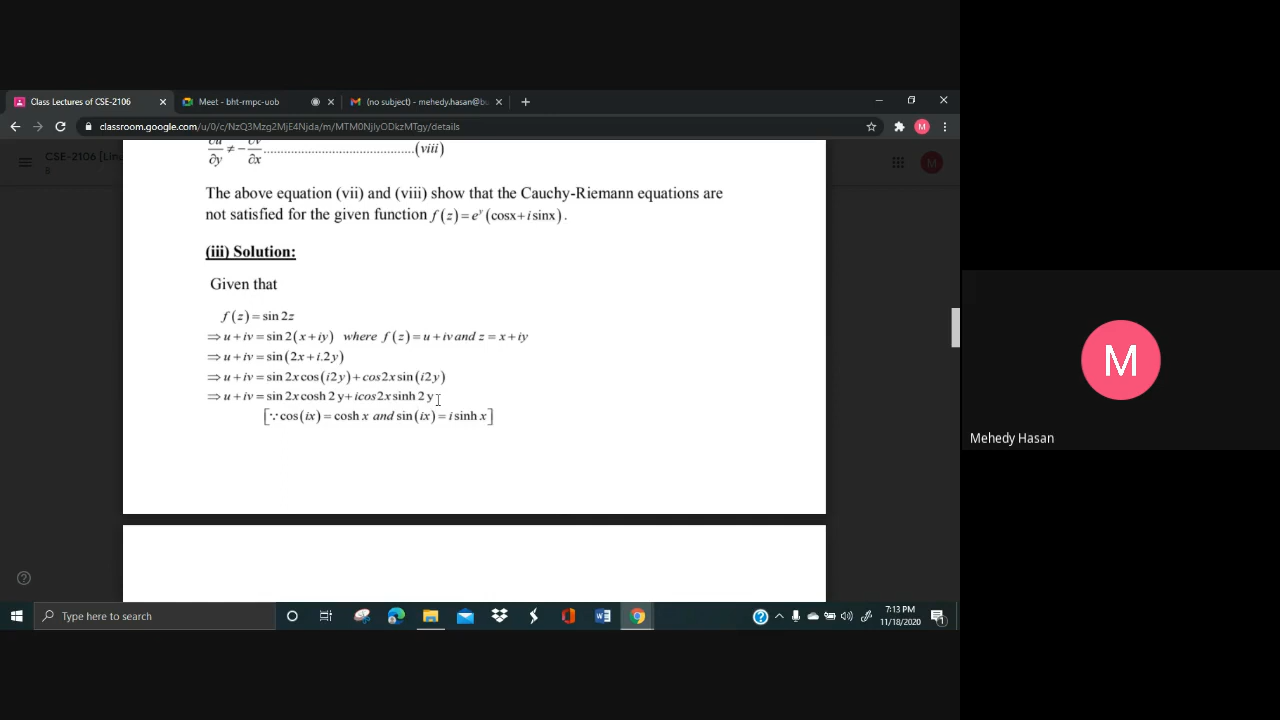 Class Lectures of CSE-2106
Meet - bht-rmpc-uob
(no subject) - mehedy.hasan@bu
classroom.google.com/u/0/c/NzQ3Mzg2MjE4Njda/m/MTM0NjIyODkzMTgy/details
CSE-2106 [Lin
8
∂u/∂y ≠ -∂v/∂x ..........................................(viii)
The above equation (vii) and (viii) show that the Cauchy-Riemann equations are
not satisfied for the given function f(z)=e^y(cosx+i sinx).
(iii) Solution:
Given that
f(z)=sin 2z
⇒u+iv=sin 2(x+iy) where f(z)=u+iv and z=x+iy
⇒u+iv=sin(2x+i.2y)
⇒u+iv=sin 2x cos(i2y)+cos2x sin(i2y)
⇒u+iv=sin 2x cosh 2y+icos2x sinh 2y
[∵cos(ix)=cosh x and sin(ix)=i sinh x]
M
Mehedy Hasan
Type here to search
7:13 PM
11/18/2020